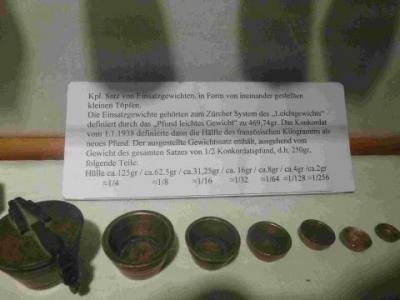 Kpl. Satz von Einsatzgewichten, in Form von ineinander gestellten
kleinen Töpfen.
Die Einsatzgewichte gehörten zum Zürcher System des „Leichtgewichts“ -
definiert durch das „Pfund leichtes Gewicht“ zu 469,74gr. Das Konkordat
vom 1.1.1938 definierte dann die Hälfte des französischen Kilogramms als
neues Pfund. Der ausgestellte Gewichtssatz enhält, ausgehend vom
Gewicht des gesamten Satzes von 1/2 Konkordatspfund, d.h. 250gr,
folgende Teile:
Hülle ca.125gr / ca.62,5gr / ca.31,25gr / ca. 16gr / ca.8gr / ca.4gr /ca.2gr
=1/4 =1/8 =1/16 =1/32 =1/64 =1/128 =1/256